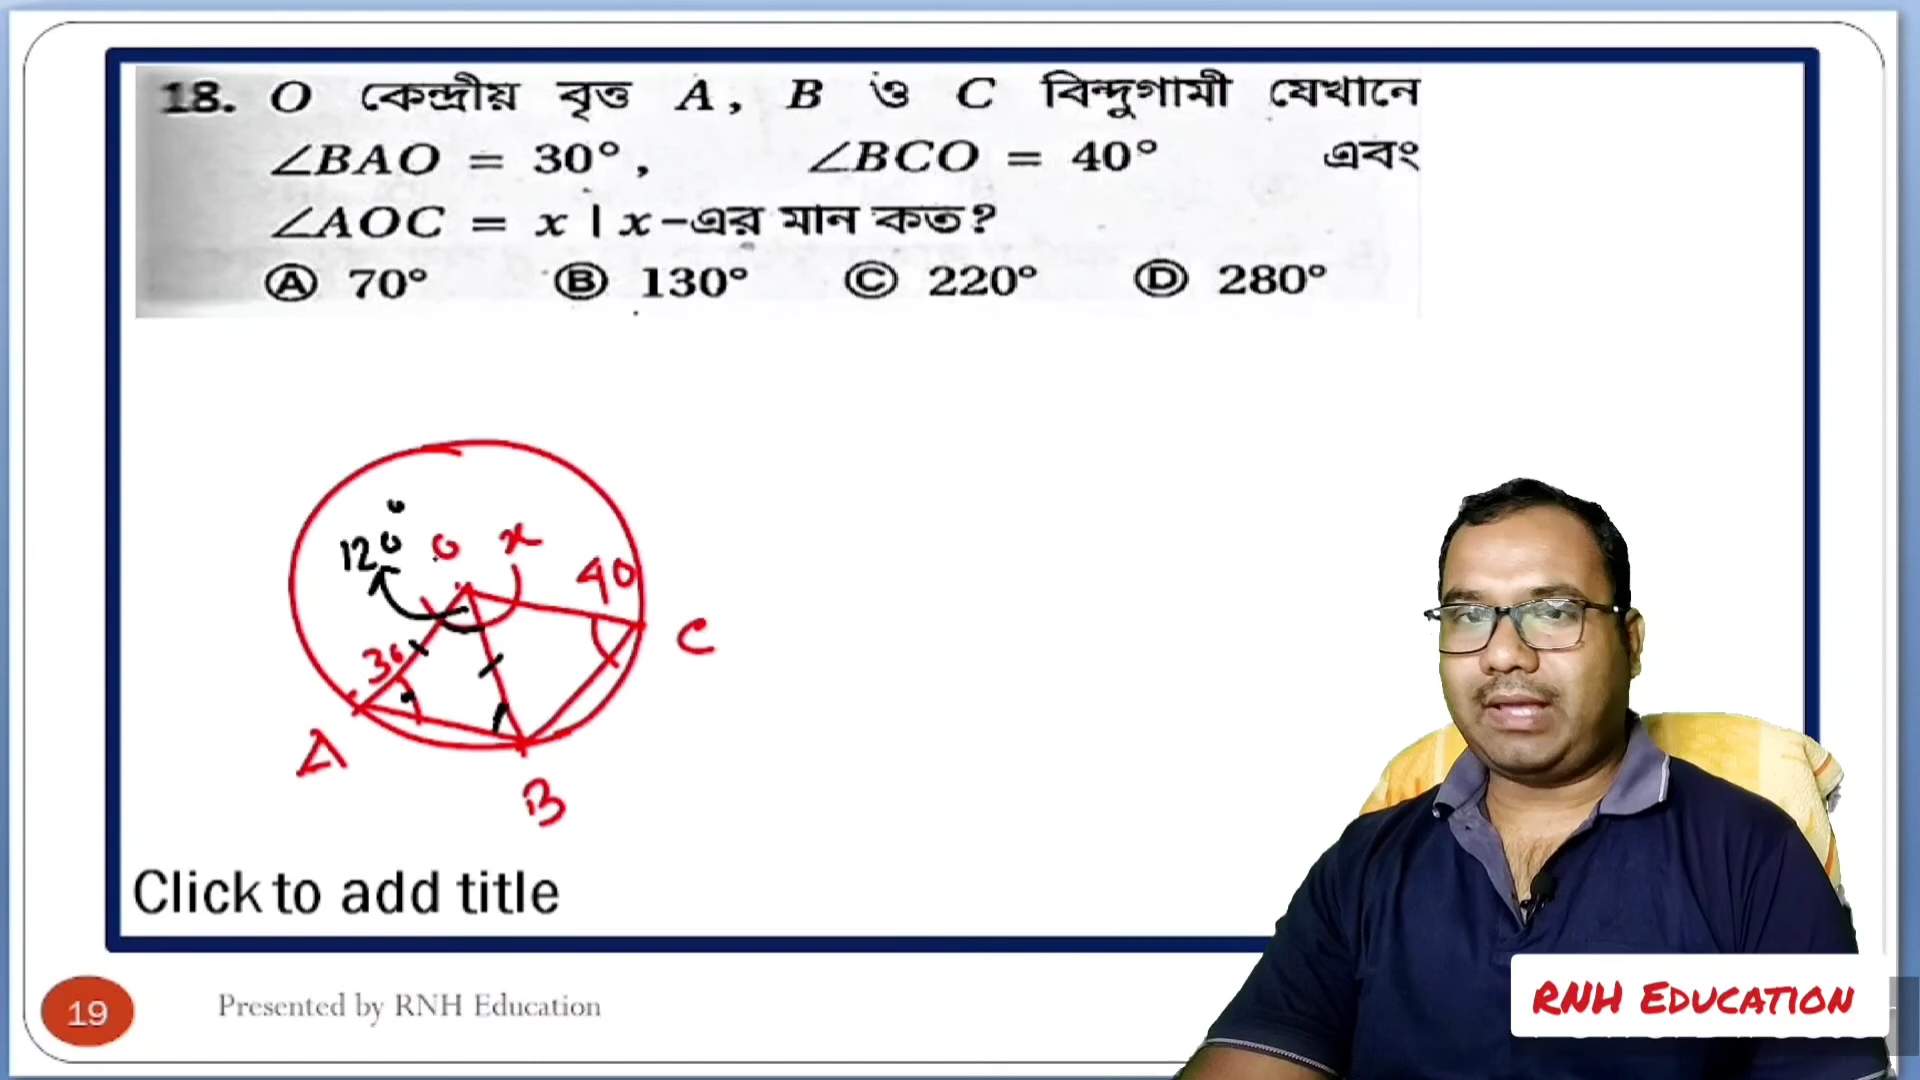 18. O কেন্দ্রীয় বৃত্ত A, B ও C বিন্দুগামী যেখানে
∠BAO = 30°, ∠BCO = 40° এবং
∠AOC = x । x-এর মান কত?
Ⓐ 70° Ⓑ 130° Ⓒ 220° Ⓓ 280°
120°
O x
40
30
C
A
B
Click to add title
19 Presented by RNH Education
RNH EDUCATION